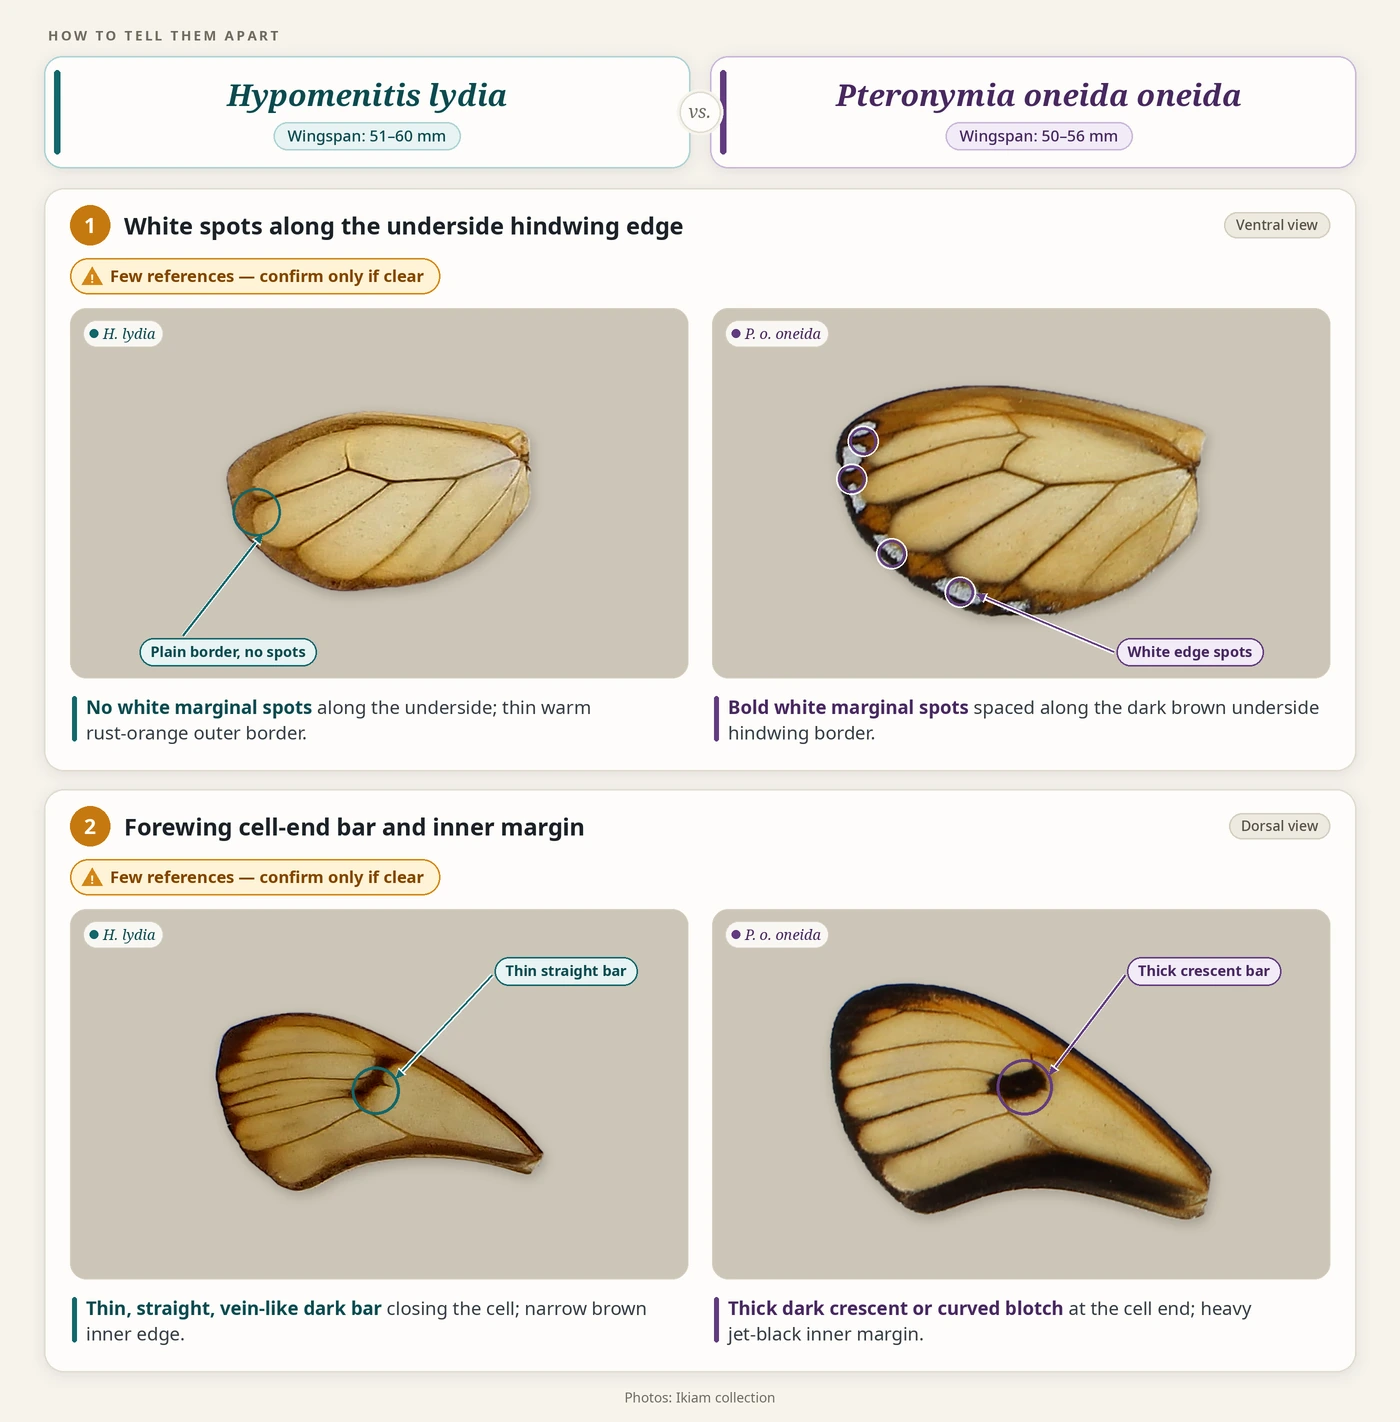 HOW TO TELL THEM APART
Hypomenitis lydia
Wingspan: 51–60 mm
vs.
Pteronymia oneida oneida
Wingspan: 50–56 mm
1 White spots along the underside hindwing edge
Ventral view
Few references — confirm only if clear
H. lydia
Plain border, no spots
P. o. oneida
White edge spots
No white marginal spots along the underside; thin warm
rust-orange outer border.
Bold white marginal spots spaced along the dark brown underside
hindwing border.
2 Forewing cell-end bar and inner margin
Dorsal view
Few references — confirm only if clear
H. lydia
Thin straight bar
P. o. oneida
Thick crescent bar
Thin, straight, vein-like dark bar closing the cell; narrow brown
inner edge.
Thick dark crescent or curved blotch at the cell end; heavy
jet-black inner margin.
Photos: Ikiam collection